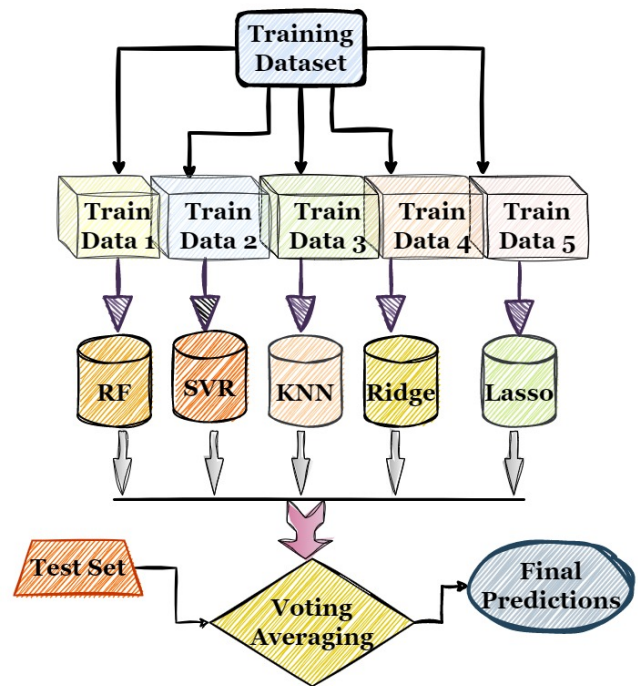 Training
Dataset
Train
Data 1
Train
Data 2
Train
Data 3
Train
Data 4
Train
Data 5
RF
SVR
KNN
Ridge
Lasso
Test Set
Voting
Averaging
Final
Predictions